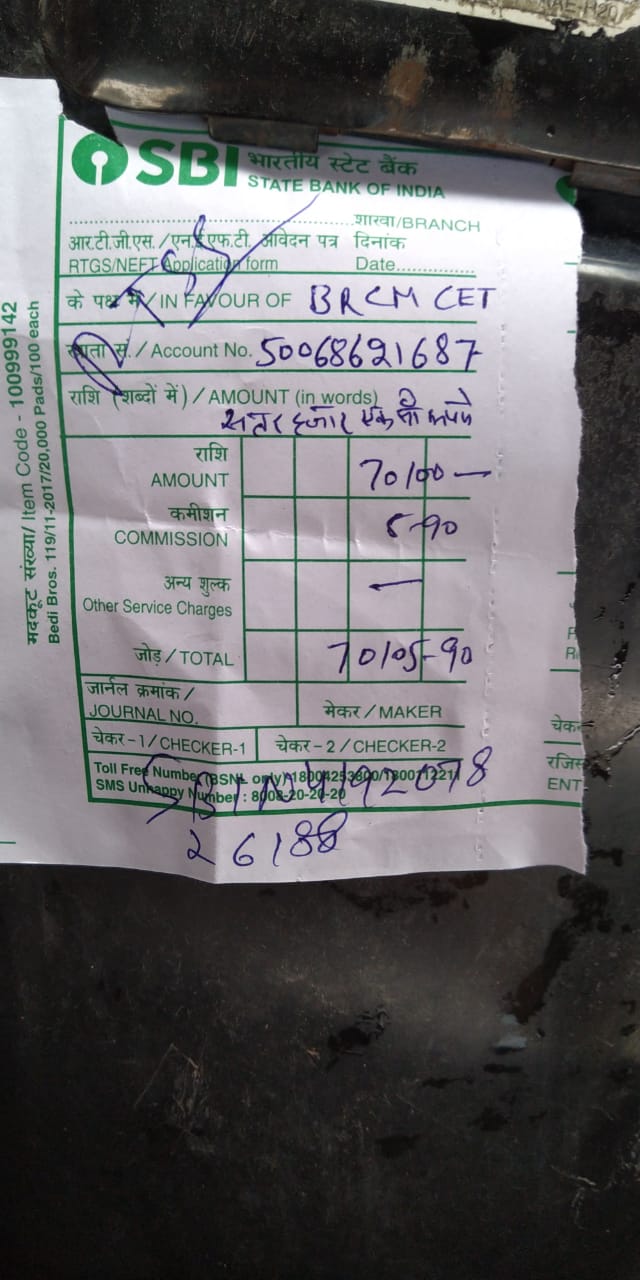 SBI भारतीय स्टेट बैंक
STATE BANK OF INDIA
शाखा/BRANCH
आर.टी.जी.एस./एन.ई.एफ.टी. आवेदन पत्र दिनांक
RTGS/NEFT Application form Date
के पक्ष में/IN FAVOUR OF BRCM CET
खाता सं./Account No. 50068621687
राशि (शब्दों में)/AMOUNT (in words)
सत्तर हजार एक सौ रूपये
राशि
AMOUNT 70100—
कमीशन
COMMISSION 5-90
अन्य शुल्क
Other Service Charges —
जोड़/TOTAL 70105-90
जार्नल क्रमांक/
JOURNAL NO. मेकर/MAKER
चेकर-1/CHECKER-1 चेकर-2/CHECKER-2
Toll Free Number (BSNL only) 18004253800/180011221
SMS Unhappy Number : 8008-20-20-20
26188
मदकूट संख्या/Item Code - 100999142
Bedi Bros. 119/11-2017/20,000 Pads/100 each
चेक
रजिस
ENT